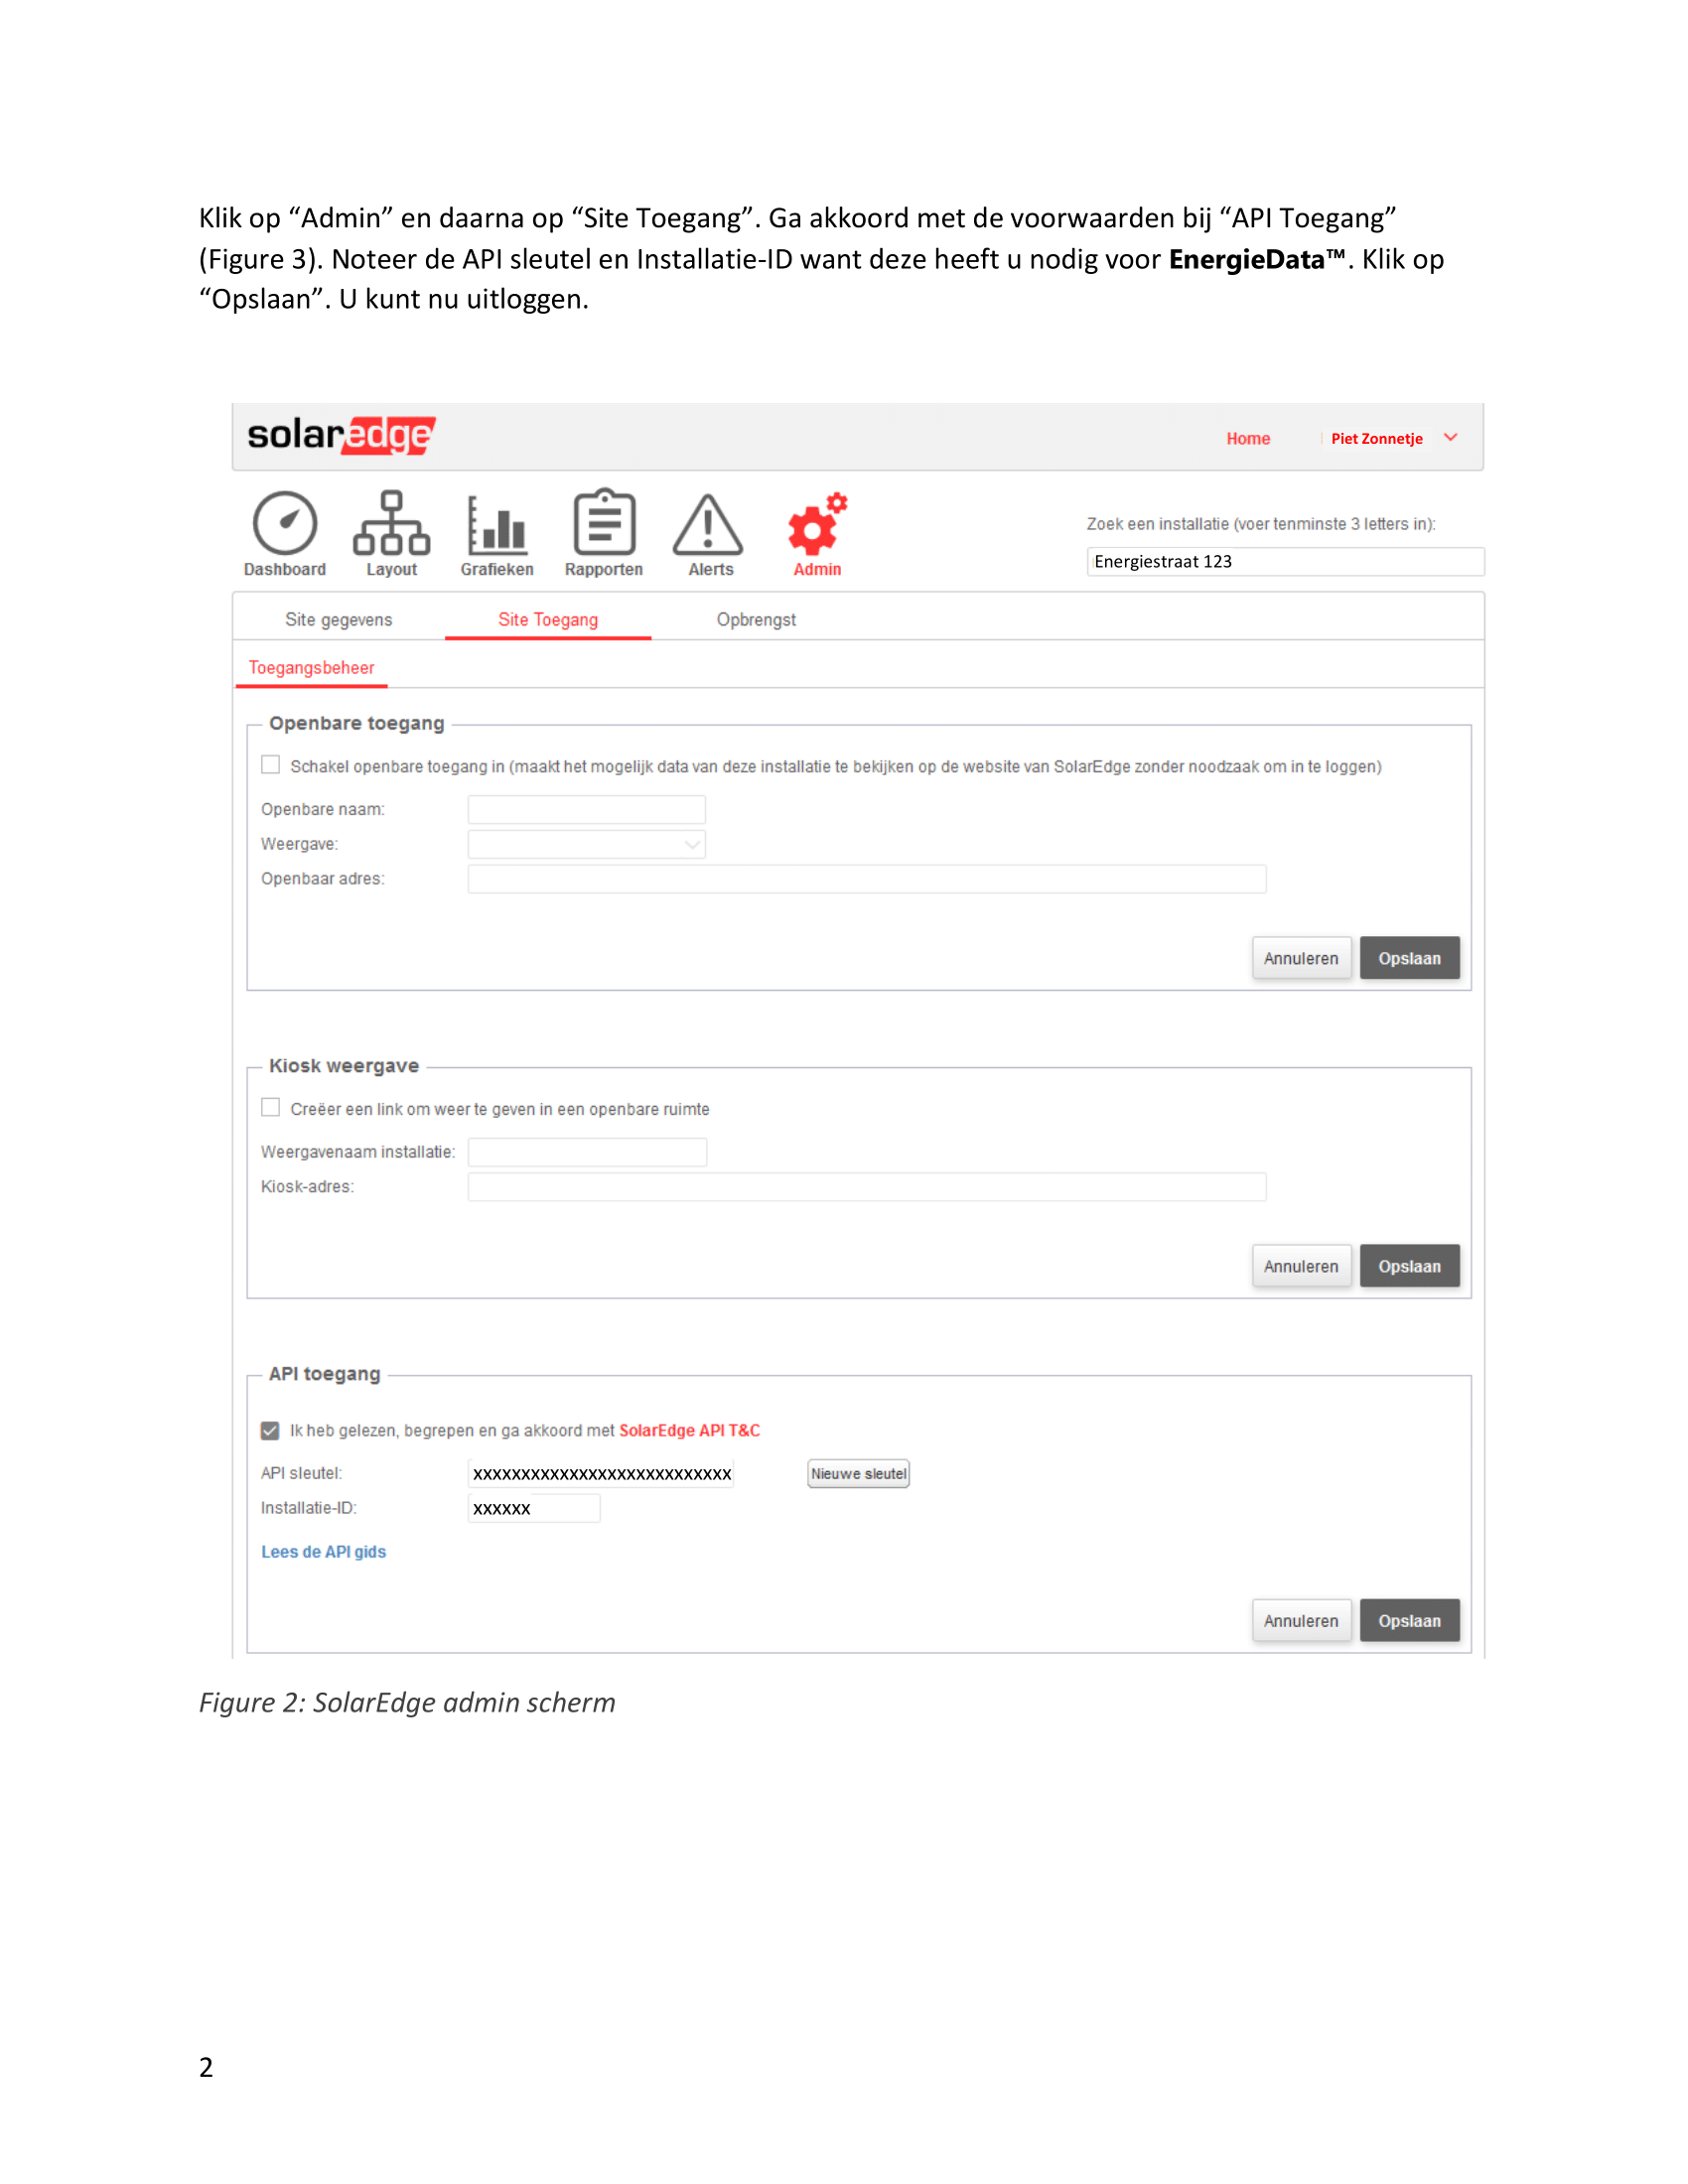 Klik op “Admin” en daarna op “Site Toegang”. Ga akkoord met de voorwaarden bij “API Toegang”
(Figure 3). Noteer de API sleutel en Installatie-ID want deze heeft u nodig voor EnergieData™. Klik op
“Opslaan”. U kunt nu uitloggen.
solaredge
Home Piet Zonnetje
Dashboard Layout Grafieken Rapporten Alerts Admin
Zoek een installatie (voer tenminste 3 letters in):
Energiestraat 123
Site gegevens Site Toegang Opbrengst
Toegangsbeheer
Openbare toegang
Schakel openbare toegang in (maakt het mogelijk data van deze installatie te bekijken op de website van SolarEdge zonder noodzaak om in te loggen)
Openbare naam:
Weergave:
Openbaar adres:
Annuleren Opslaan
Kiosk weergave
Creëer een link om weer te geven in een openbare ruimte
Weergavenaam installatie:
Kiosk-adres:
Annuleren Opslaan
API toegang
Ik heb gelezen, begrepen en ga akkoord met SolarEdge API T&C
API sleutel: xxxxxxxxxxxxxxxxxxxxxxxxxxx Nieuwe sleutel
Installatie-ID: xxxxxx
Lees de API gids
Annuleren Opslaan
Figure 2: SolarEdge admin scherm
2